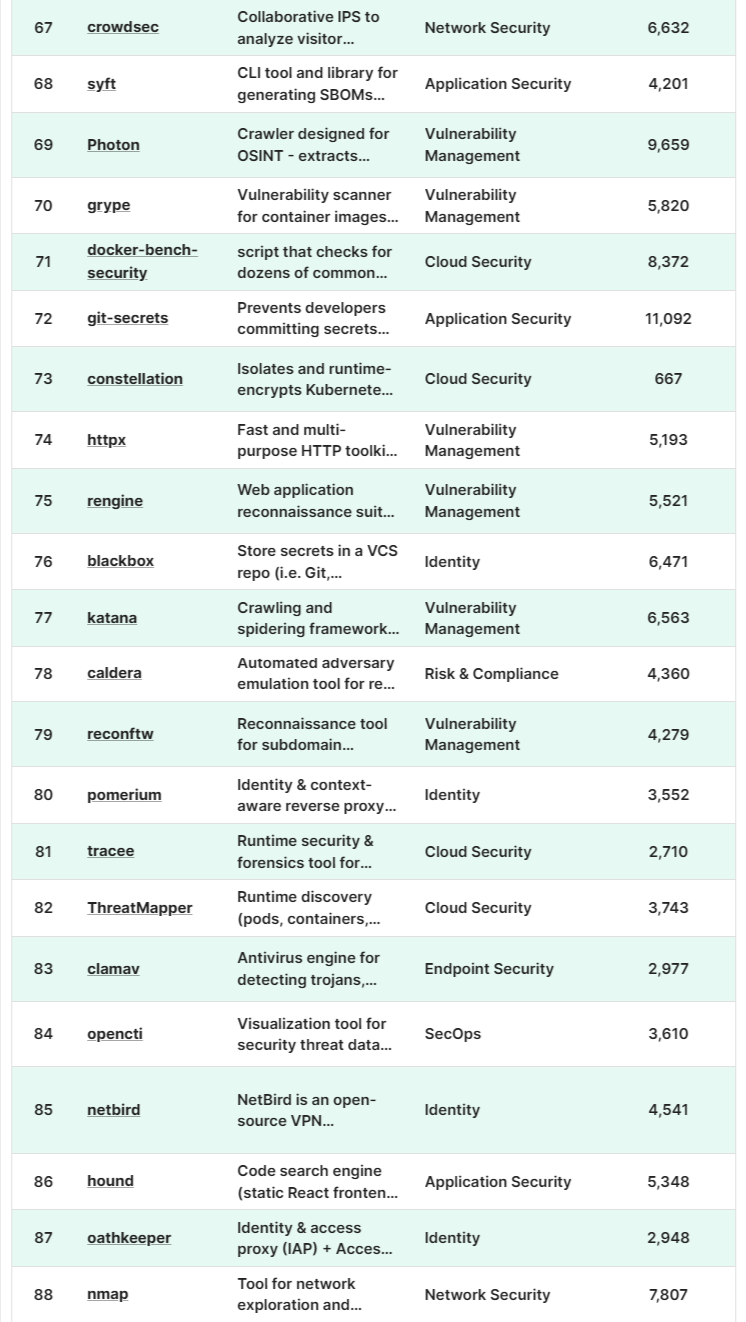 67 crowdsec Collaborative IPS to analyze visitor... Network Security 6,632
68 syft CLI tool and library for generating SBOMs... Application Security 4,201
69 Photon Crawler designed for OSINT - extracts... Vulnerability Management 9,659
70 grype Vulnerability scanner for container images... Vulnerability Management 5,820
71 docker-bench-security script that checks for dozens of common... Cloud Security 8,372
72 git-secrets Prevents developers committing secrets... Application Security 11,092
73 constellation Isolates and runtime-encrypts Kubernete... Cloud Security 667
74 httpx Fast and multi-purpose HTTP toolki... Vulnerability Management 5,193
75 rengine Web application reconnaissance suit... Vulnerability Management 5,521
76 blackbox Store secrets in a VCS repo (i.e. Git,... Identity 6,471
77 katana Crawling and spidering framework... Vulnerability Management 6,563
78 caldera Automated adversary emulation tool for re... Risk & Compliance 4,360
79 reconftw Reconnaissance tool for subdomain... Vulnerability Management 4,279
80 pomerium Identity & context-aware reverse proxy... Identity 3,552
81 tracee Runtime security & forensics tool for... Cloud Security 2,710
82 ThreatMapper Runtime discovery (pods, containers,... Cloud Security 3,743
83 clamav Antivirus engine for detecting trojans,... Endpoint Security 2,977
84 opencti Visualization tool for security threat data... SecOps 3,610
85 netbird NetBird is an open-source VPN... Identity 4,541
86 hound Code search engine (static React fronten... Application Security 5,348
87 oathkeeper Identity & access proxy (IAP) + Acces... Identity 2,948
88 nmap Tool for network exploration and... Network Security 7,807